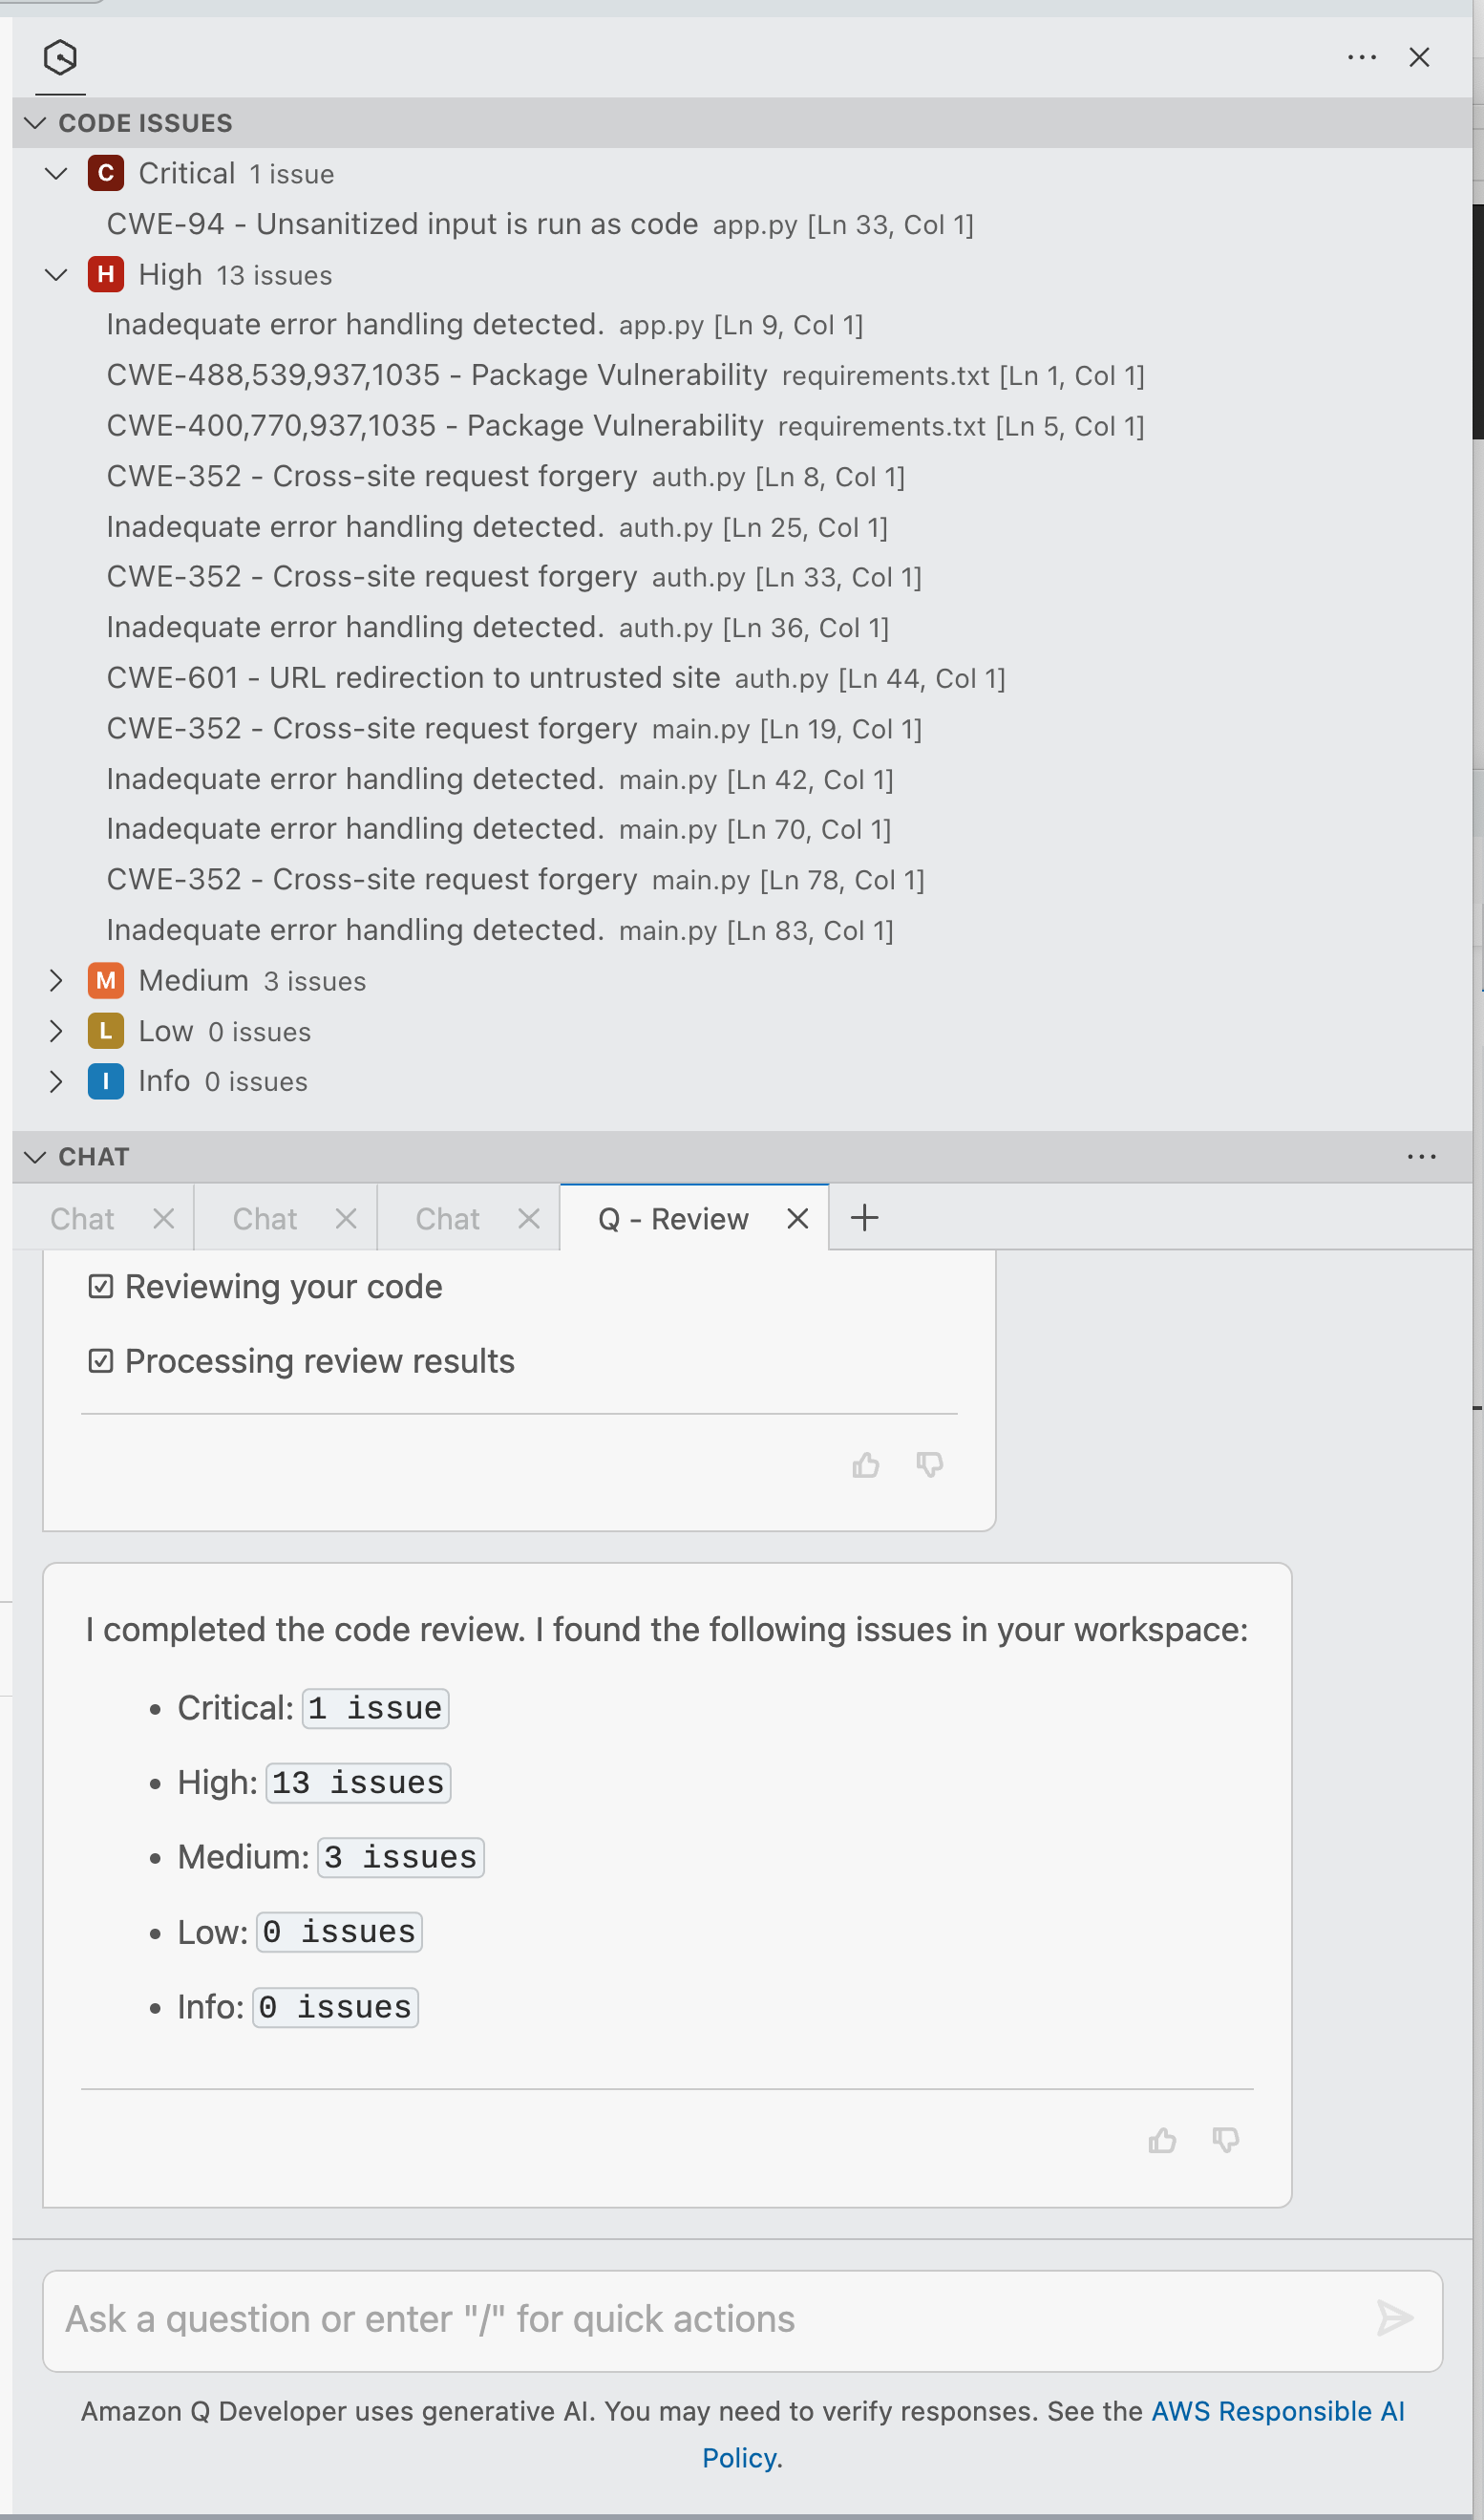 CODE ISSUES
C Critical 1 issue
CWE-94 - Unsanitized input is run as code app.py [Ln 33, Col 1]
H High 13 issues
Inadequate error handling detected. app.py [Ln 9, Col 1]
CWE-488,539,937,1035 - Package Vulnerability requirements.txt [Ln 1, Col 1]
CWE-400,770,937,1035 - Package Vulnerability requirements.txt [Ln 5, Col 1]
CWE-352 - Cross-site request forgery auth.py [Ln 8, Col 1]
Inadequate error handling detected. auth.py [Ln 25, Col 1]
CWE-352 - Cross-site request forgery auth.py [Ln 33, Col 1]
Inadequate error handling detected. auth.py [Ln 36, Col 1]
CWE-601 - URL redirection to untrusted site auth.py [Ln 44, Col 1]
CWE-352 - Cross-site request forgery main.py [Ln 19, Col 1]
Inadequate error handling detected. main.py [Ln 42, Col 1]
Inadequate error handling detected. main.py [Ln 70, Col 1]
CWE-352 - Cross-site request forgery main.py [Ln 78, Col 1]
Inadequate error handling detected. main.py [Ln 83, Col 1]
M Medium 3 issues
L Low 0 issues
I Info 0 issues
CHAT
Chat Chat Chat Q - Review
Reviewing your code
Processing review results
I completed the code review. I found the following issues in your workspace:
• Critical: 1 issue
• High: 13 issues
• Medium: 3 issues
• Low: 0 issues
• Info: 0 issues
Ask a question or enter "/" for quick actions
Amazon Q Developer uses generative AI. You may need to verify responses. See the AWS Responsible AI
Policy.